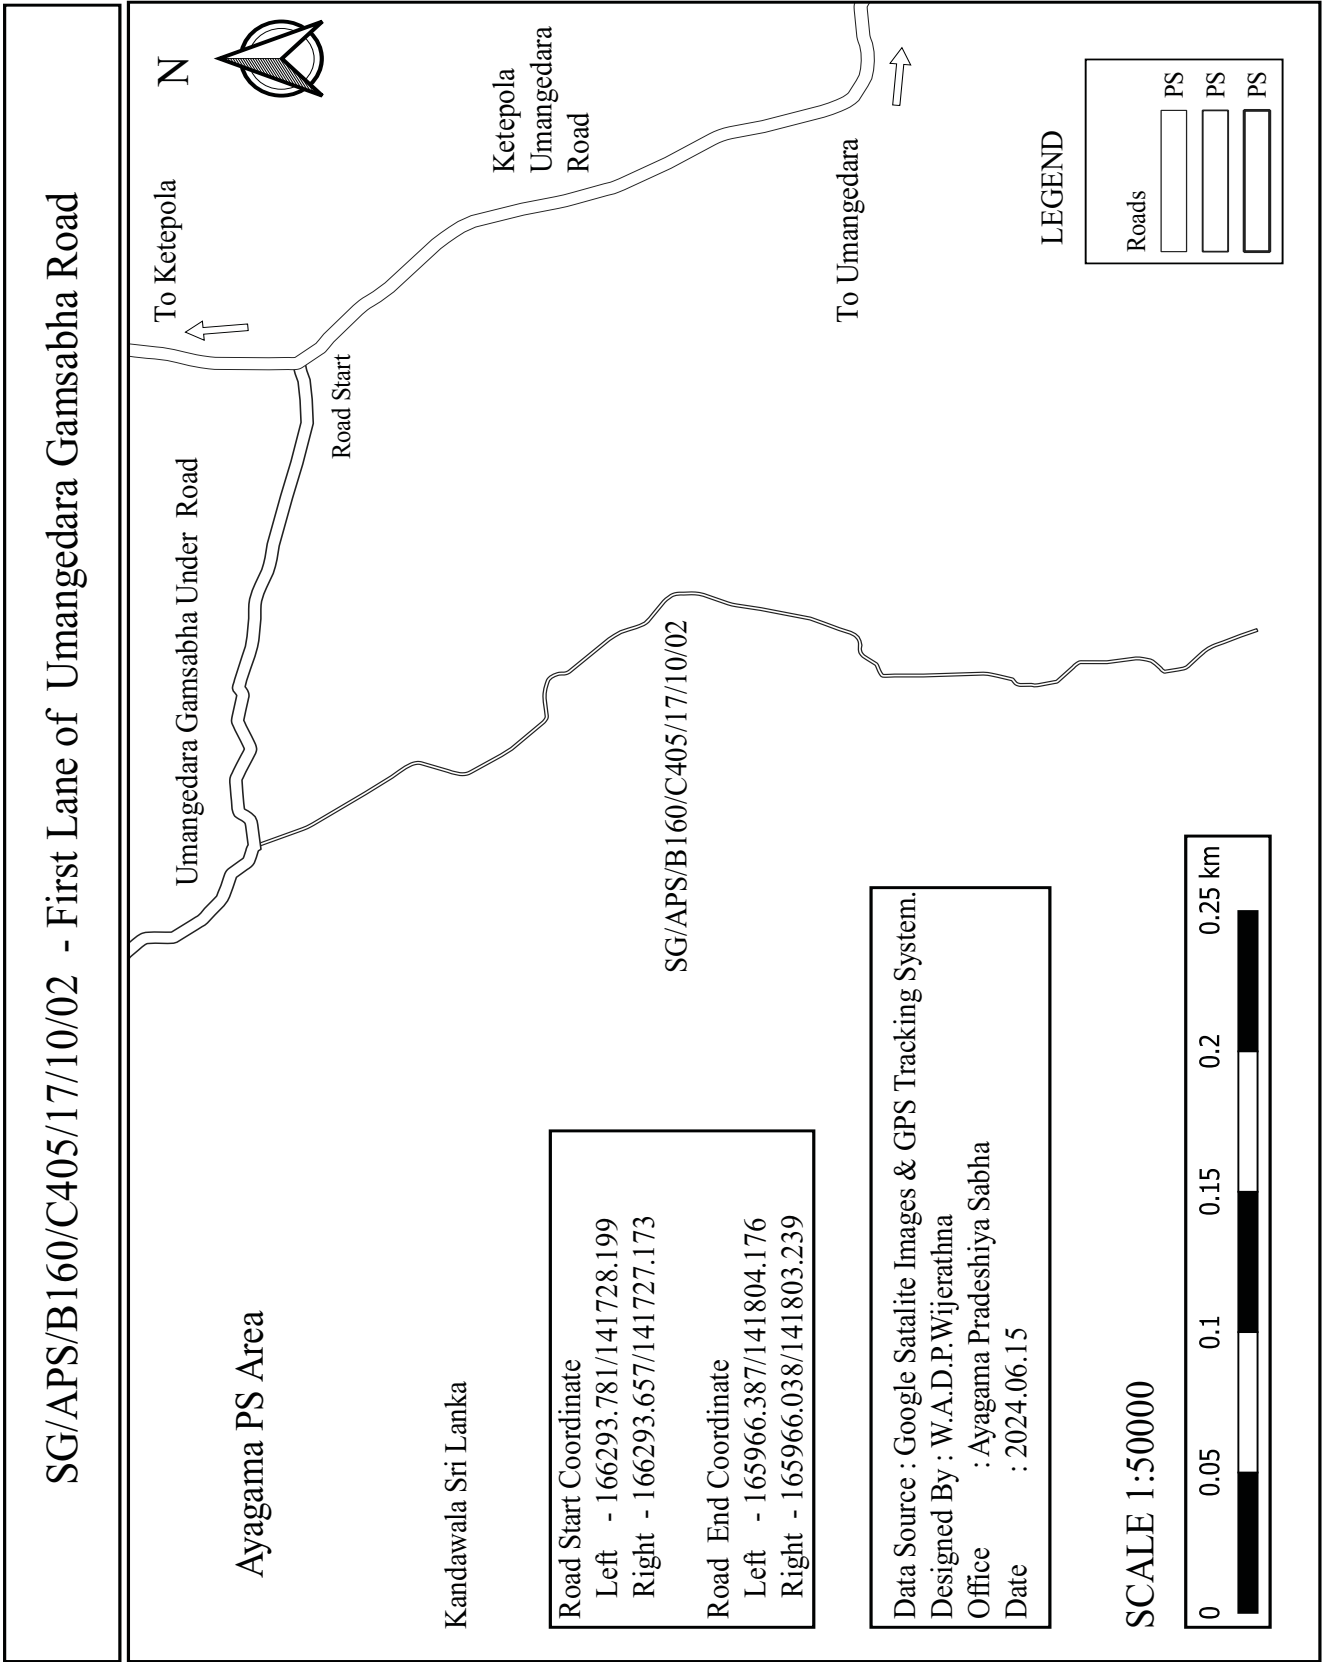 SG/APS/B160/C405/17/10/02 - First Lane of Umangedara Gamsabha Road
N
To Ketepola
Umangedara Gamsabha Under Road
Road Start
Ketepola
Umangedara
Road
Ayagama PS Area
Kandawala Sri Lanka
SG/APS/B160/C405/17/10/02
To Umangedara
Road Start Coordinate
Left - 166293.781/141728.199
Right - 166293.657/141727.173
Road End Coordinate
Left - 165966.387/141804.176
Right - 165966.038/141803.239
Data Source : Google Satalite Images & GPS Tracking System.
Designed By : W.A.D.P.Wijerathna
Office : Ayagama Pradeshiya Sabha
Date : 2024.06.15
LEGEND
Roads
PS
PS
PS
SCALE 1:50000
0 0.05 0.1 0.15 0.2 0.25 km